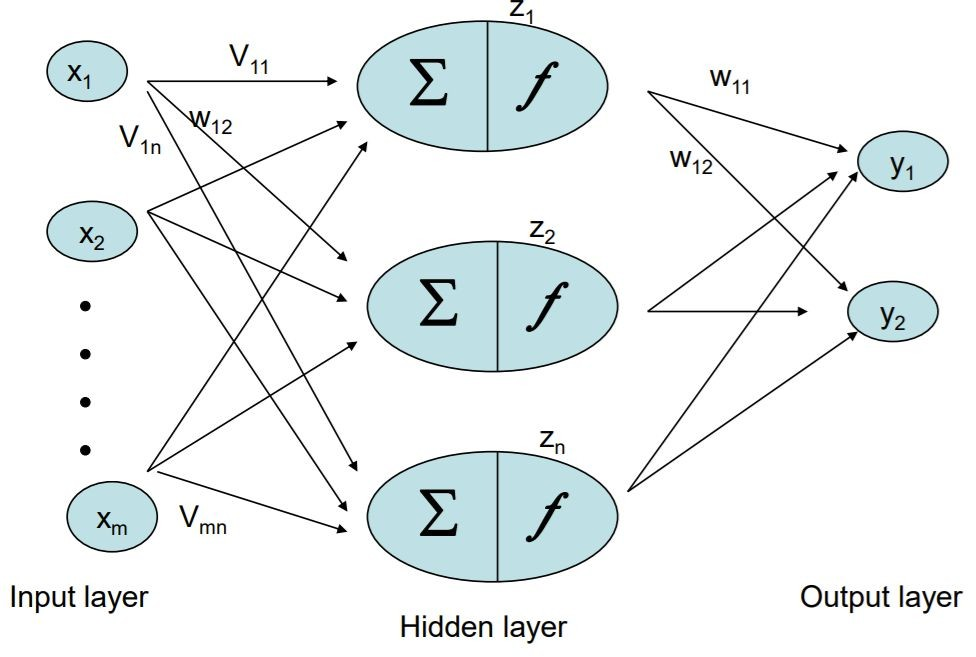 z₁
x₁
V₁₁
Σ f
w₁₁
V₁ₙ
w₁₂
w₁₂
y₁
x₂
z₂
Σ f
y₂
zₙ
xₘ
Vₘₙ
Σ f
Input layer
Hidden layer
Output layer